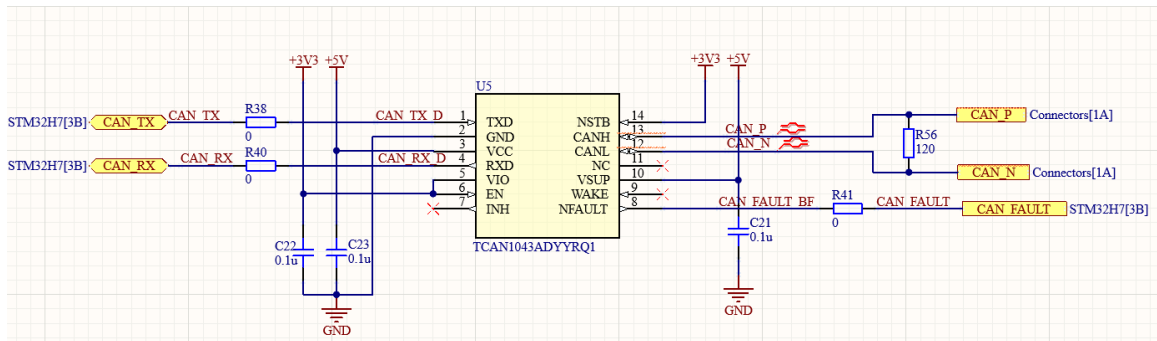 +3V3 +5V
+3V3 +5V
U5
STM32H7[3B] CAN_TX CAN_TX R38 0 CAN_TX_D 1 TXD NSTB 14
2 GND CANH 13 CAN_P CAN_P Connectors[1A]
3 VCC CANL 12 CAN_N R56 120
STM32H7[3B] CAN_RX CAN_RX R40 0 CAN_RX_D 4 RXD NC 11
5 VIO VSUP 10 CAN_N Connectors[1A]
6 EN WAKE 9
7 INH NFAULT 8 CAN_FAULT_BF R41 0 CAN_FAULT CAN_FAULT STM32H7[3B]
TCAN1043ADYYRQ1
C22 0.1u
C23 0.1u
C21 0.1u
GND
GND